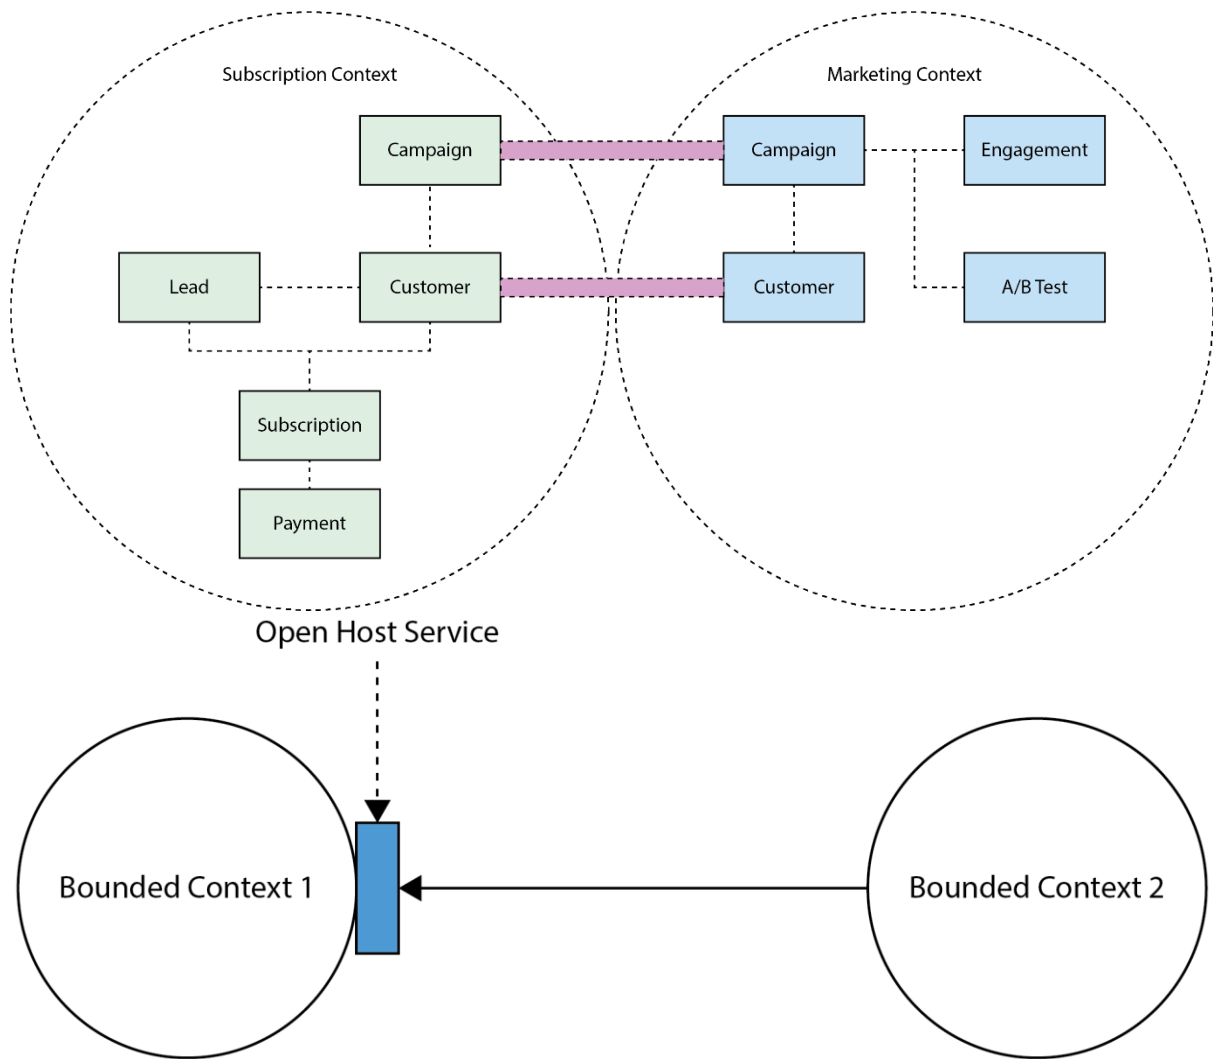 Subscription Context
Marketing Context
Campaign
Campaign
Engagement
Lead
Customer
Customer
A/B Test
Subscription
Payment
Open Host Service
Bounded Context 1
Bounded Context 2